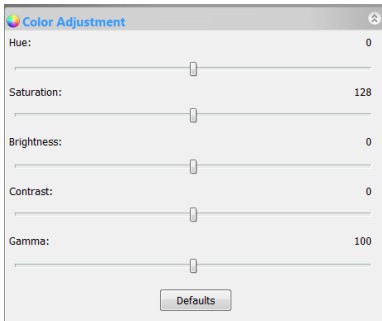 Color Adjustment
Hue: 0
Saturation: 128
Brightness: 0
Contrast: 0
Gamma: 100
Defaults